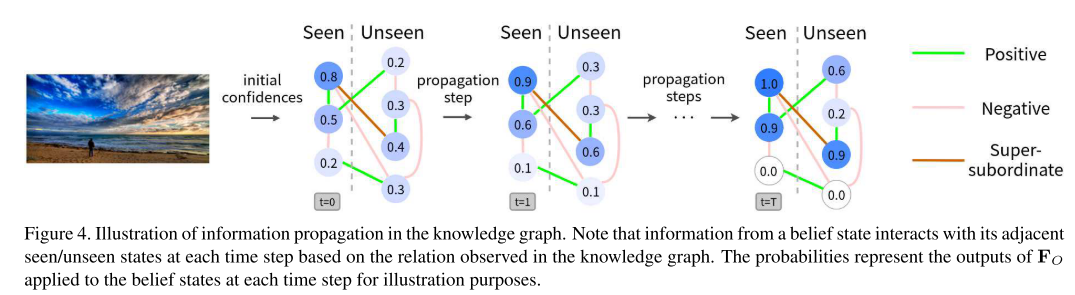 Seen Unseen
initial
confidences
0.8
0.5
0.2
0.2
0.3
0.4
0.3
t=0
propagation
step
Seen Unseen
0.9
0.6
0.1
0.3
0.3
0.6
0.1
t=1
propagation
steps
...
Seen Unseen
1.0
0.9
0.0
0.6
0.2
0.9
0.0
t=T
Positive
Negative
Super-
subordinate
Figure 4. Illustration of information propagation in the knowledge graph. Note that information from a belief state interacts with its adjacent
seen/unseen states at each time step based on the relation observed in the knowledge graph. The probabilities represent the outputs of F_O
applied to the belief states at each time step for illustration purposes.